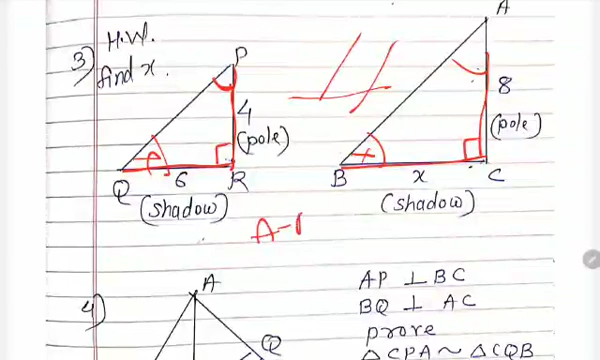 H.W.
3) find x.
P
4
(pole)
Q
6
R
(shadow)
A
8
(pole)
B
x
C
(shadow)
A-
4)
A
Q
AP ⊥ BC
BQ ⊥ AC
prove
△CPA ~ △CQB